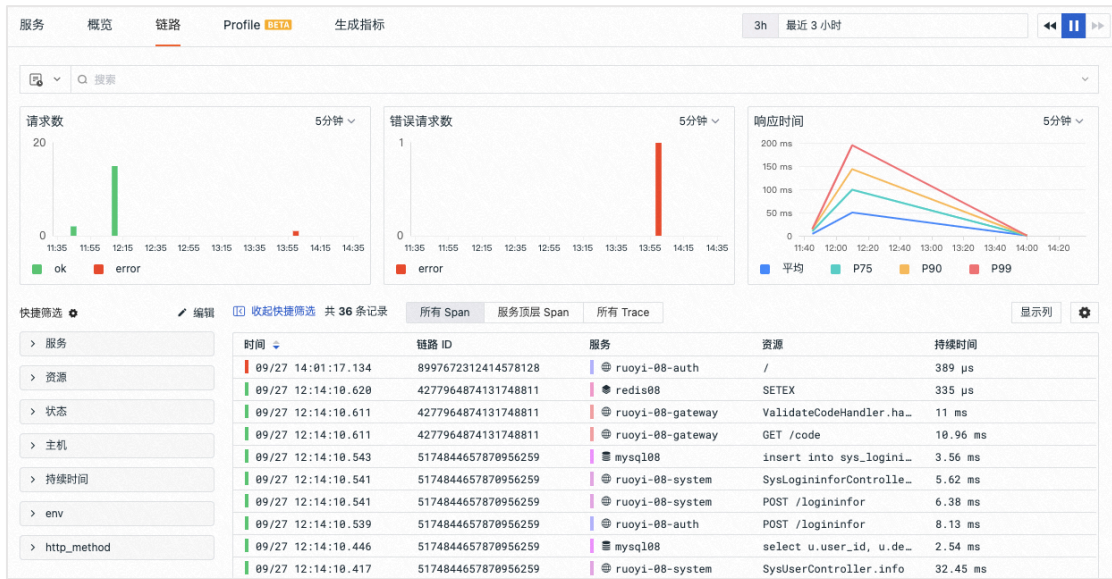 服务 概览 链路 Profile BETA 生成指标 3h 最近 3 小时
搜索
请求数 5分钟
20
0
11:35 11:55 12:15 12:35 12:55 13:15 13:35 13:55 14:15 14:35
ok error
错误请求数 5分钟
1
0
11:35 11:55 12:15 12:35 12:55 13:15 13:35 13:55 14:15 14:35
error
响应时间 5分钟
200 ms
150 ms
100 ms
50 ms
0
11:40 12:00 12:20 12:40 13:00 13:20 13:40 14:00 14:20
平均 P75 P90 P99
快捷筛选 编辑
服务
资源
状态
主机
持续时间
env
http_method
收起快捷筛选 共 36 条记录 所有 Span 服务顶层 Span 所有 Trace 显示列
时间 链路 ID 服务 资源 持续时间
09/27 14:01:17.134 8997672312414578128 ruoyi-08-auth / 389 µs
09/27 12:14:10.620 4277964874131748811 redis08 SETEX 335 µs
09/27 12:14:10.611 4277964874131748811 ruoyi-08-gateway ValidateCodeHandler.ha… 11 ms
09/27 12:14:10.611 4277964874131748811 ruoyi-08-gateway GET /code 10.96 ms
09/27 12:14:10.543 5174844657870956259 mysql08 insert into sys_logini… 3.56 ms
09/27 12:14:10.541 5174844657870956259 ruoyi-08-system SysLogininforControlle… 5.62 ms
09/27 12:14:10.541 5174844657870956259 ruoyi-08-system POST /logininfor 6.38 ms
09/27 12:14:10.539 5174844657870956259 ruoyi-08-auth POST /logininfor 8.13 ms
09/27 12:14:10.446 5174844657870956259 mysql08 select u.user_id, u.de… 2.54 ms
09/27 12:14:10.417 5174844657870956259 ruoyi-08-system SysUserController.info 32.45 ms